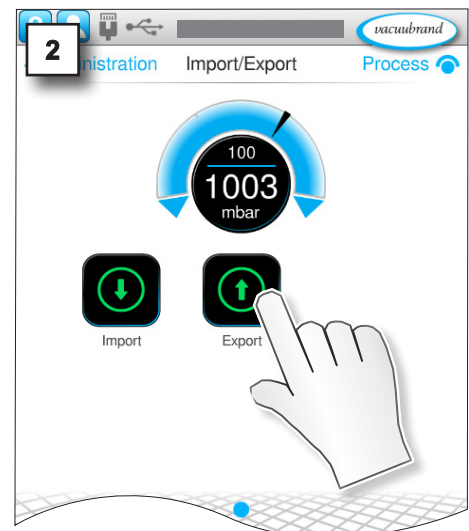 2
vacuubrand
nistration Import/Export Process
100
1003
mbar
Import Export